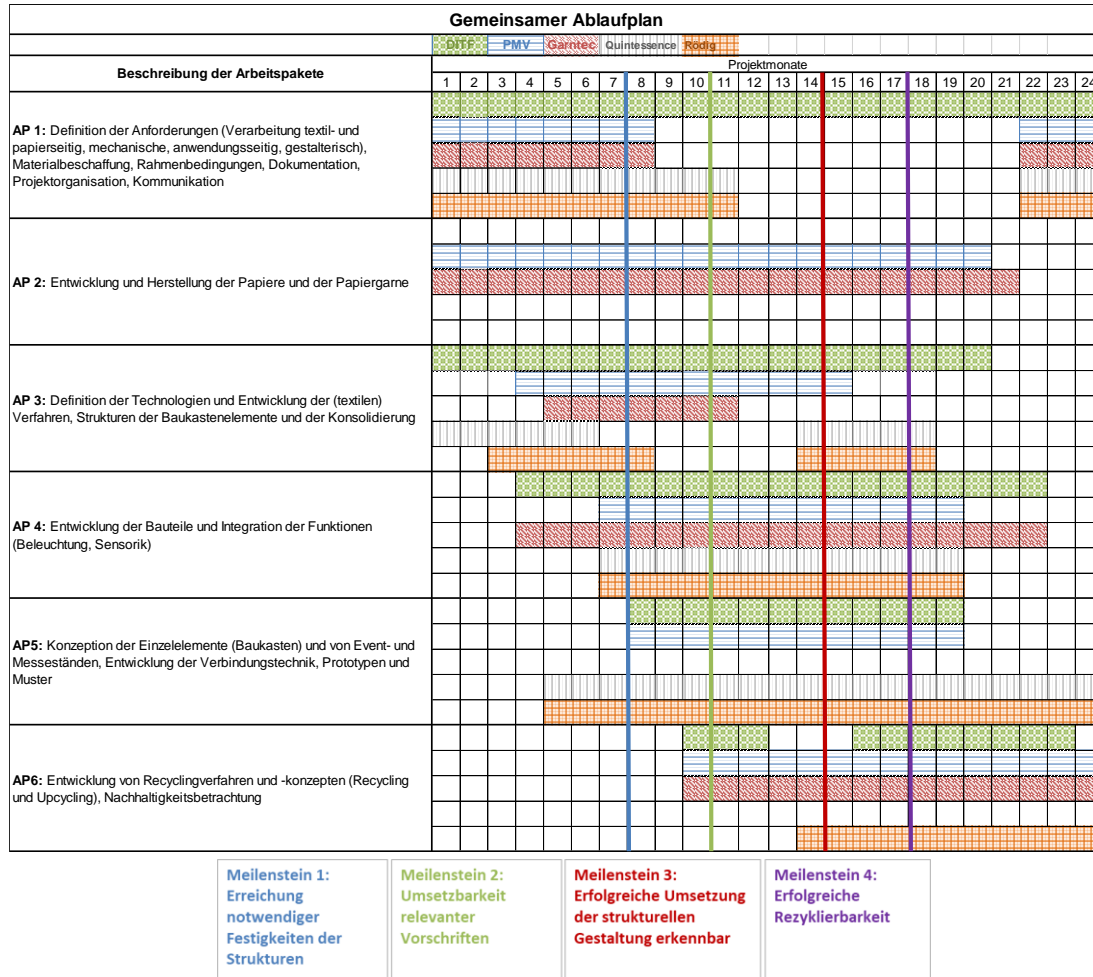 Gemeinsamer Ablaufplan
DITF PMV Garntec Quintessence Rödig
Beschreibung der Arbeitspakete
Projektmonate
1 2 3 4 5 6 7 8 9 10 11 12 13 14 15 16 17 18 19 20 21 22 23 24
AP 1: Definition der Anforderungen (Verarbeitung textil- und
papierseitig, mechanische, anwendungsseitig, gestalterisch),
Materialbeschaffung, Rahmenbedingungen, Dokumentation,
Projektorganisation, Kommunikation
AP 2: Entwicklung und Herstellung der Papiere und der Papiergarne
AP 3: Definition der Technologien und Entwicklung der (textilen)
Verfahren, Strukturen der Baukastenelemente und der Konsolidierung
AP 4: Entwicklung der Bauteile und Integration der Funktionen
(Beleuchtung, Sensorik)
AP5: Konzeption der Einzelelemente (Baukasten) und von Event- und
Messeständen, Entwicklung der Verbindungstechnik, Prototypen und
Muster
AP6: Entwicklung von Recyclingverfahren und -konzepten (Recycling
und Upcycling), Nachhaltigkeitsbetrachtung
Meilenstein 1:
Erreichung
notwendiger
Festigkeiten der
Strukturen
Meilenstein 2:
Umsetzbarkeit
relevanter
Vorschriften
Meilenstein 3:
Erfolgreiche Umsetzung
der strukturellen
Gestaltung erkennbar
Meilenstein 4:
Erfolgreiche
Rezyklierbarkeit